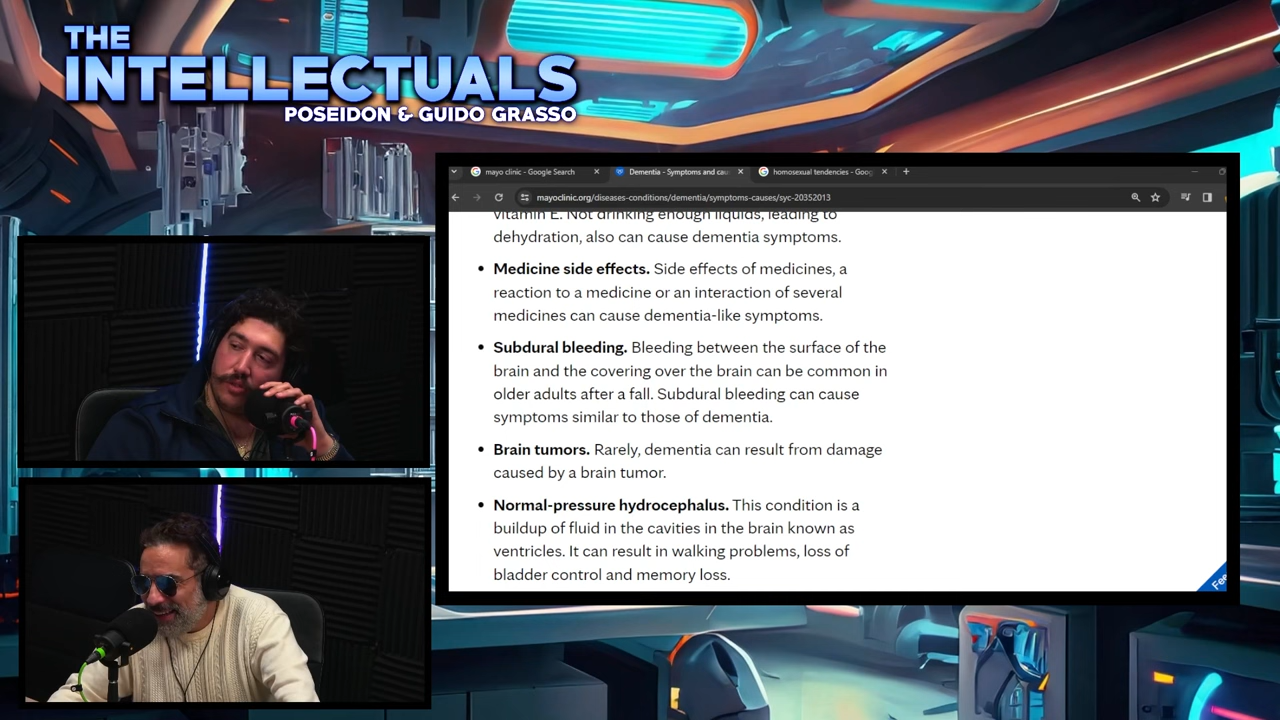 THE
INTELLECTUALS
POSEIDON & GUIDO GRASSO
mayo clinic - Google Search
Dementia - Symptoms and cau
homosexual tendencies - Goog
mayoclinic.org/diseases-conditions/dementia/symptoms-causes/syc-20352013
vitamin E. Not drinking enough liquids, leading to
dehydration, also can cause dementia symptoms.
• Medicine side effects. Side effects of medicines, a
reaction to a medicine or an interaction of several
medicines can cause dementia-like symptoms.
• Subdural bleeding. Bleeding between the surface of the
brain and the covering over the brain can be common in
older adults after a fall. Subdural bleeding can cause
symptoms similar to those of dementia.
• Brain tumors. Rarely, dementia can result from damage
caused by a brain tumor.
• Normal-pressure hydrocephalus. This condition is a
buildup of fluid in the cavities in the brain known as
ventricles. It can result in walking problems, loss of
bladder control and memory loss.
Fee